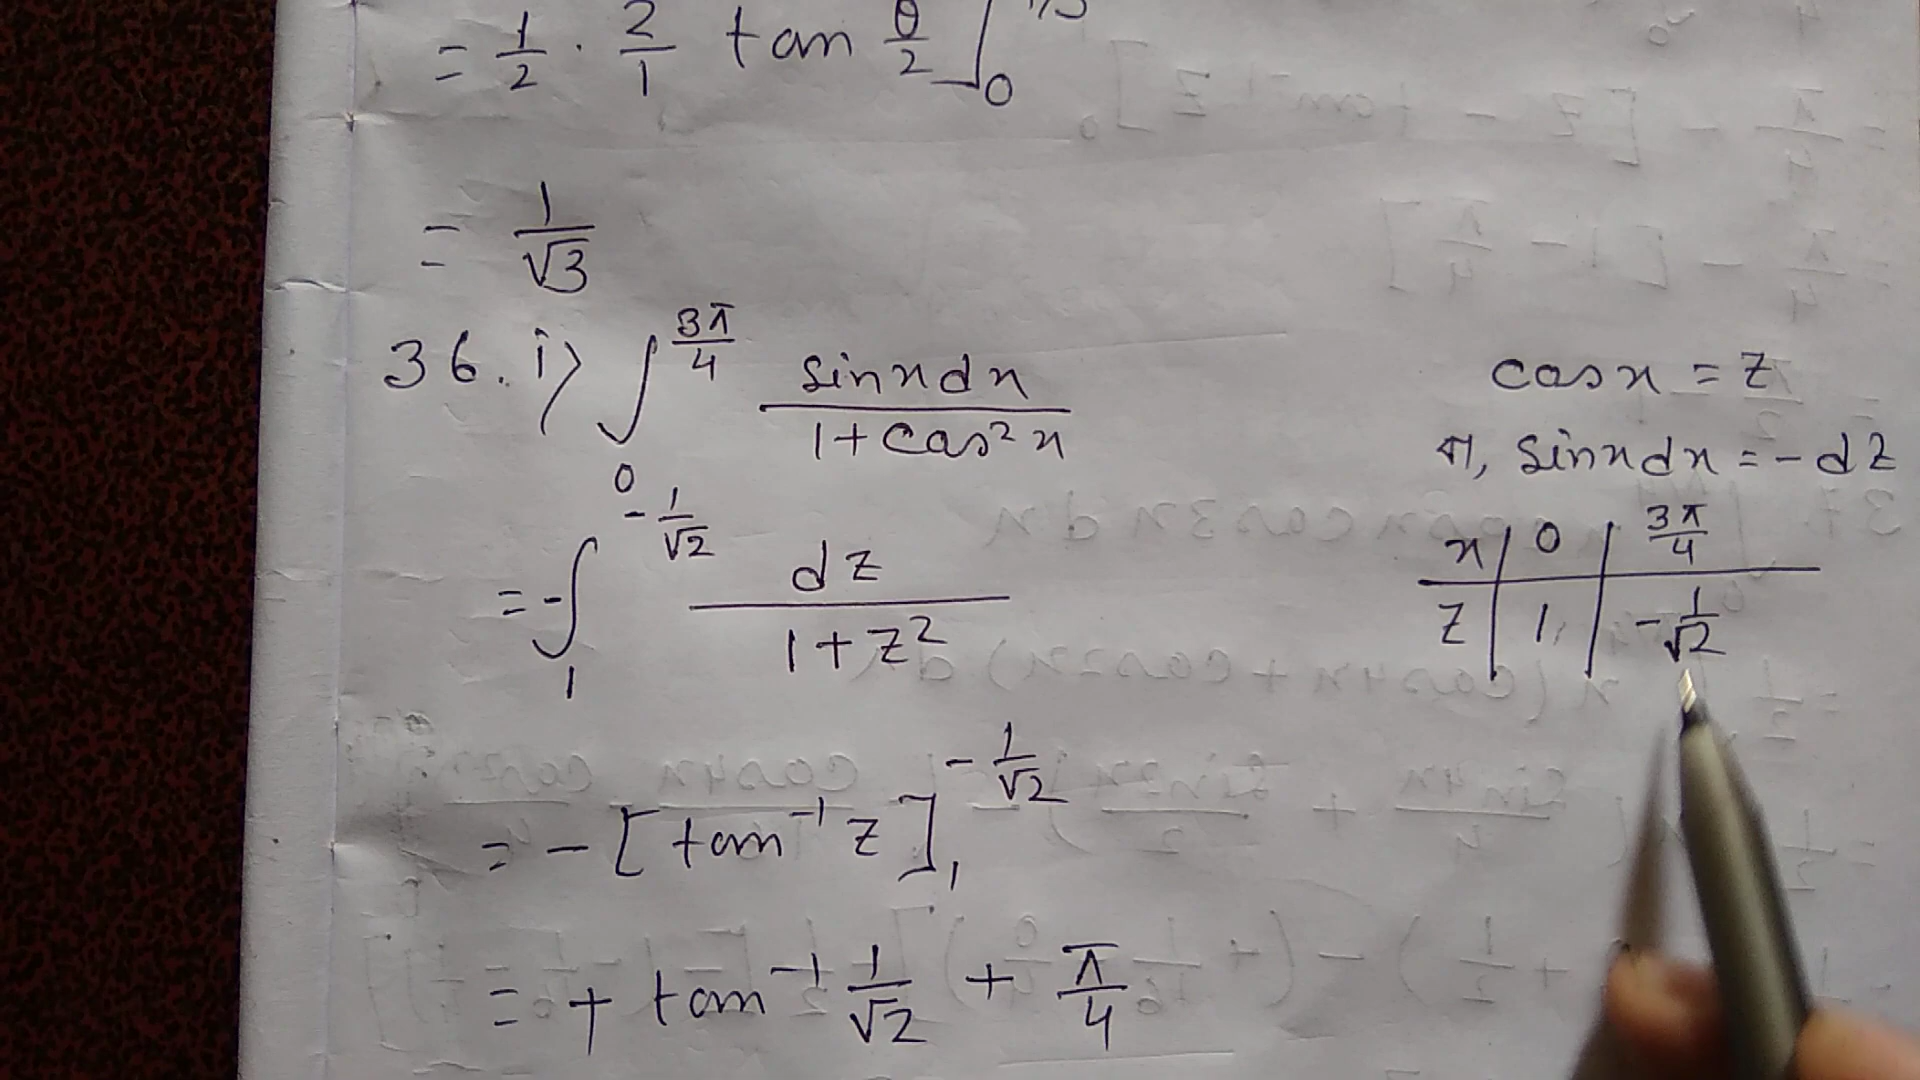 = 1/2 · 2/1 tan θ/2 ]₀
= 1/√3
36. i) ∫₀^(3π/4) sinx dx / (1+cos²x)
cosx = z
বা, sinx dx = -dz
x | 0 | 3π/4
z | 1 | -1/√2
= -∫₁^(-1/√2) dz / (1+z²)
= -[tan⁻¹ z]₁^(-1/√2)
= + tan⁻¹ 1/√2 + π/4